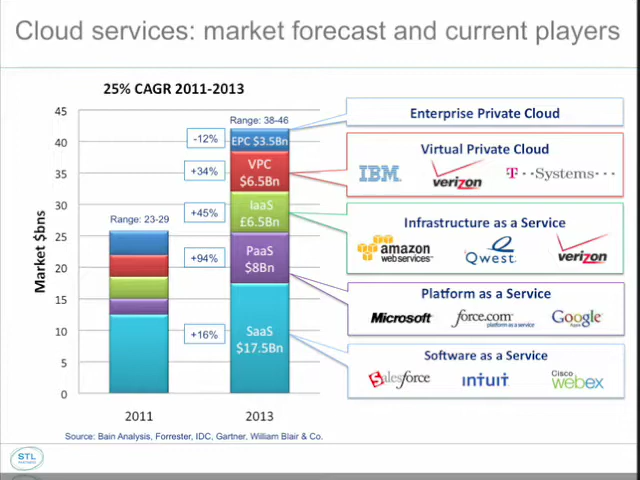 Cloud services: market forecast and current players
25% CAGR 2011-2013
Market $bns
45
40
35
30
25
20
15
10
5
0
Range: 23-29
Range: 38-46
-12%
+34%
+45%
+94%
+16%
EPC $3.5Bn
VPC
$6.5Bn
IaaS
£6.5Bn
PaaS
$8Bn
SaaS
$17.5Bn
2011
2013
Enterprise Private Cloud
Virtual Private Cloud
IBM
verizon
T··Systems···
Infrastructure as a Service
amazon
webservices™
Qwest
verizon
Platform as a Service
Microsoft
force.com
platform as a service
Google
Apps
Software as a Service
salesforce
intuit
Cisco
webex
Source: Bain Analysis, Forrester, IDC, Gartner, William Blair & Co.
STL